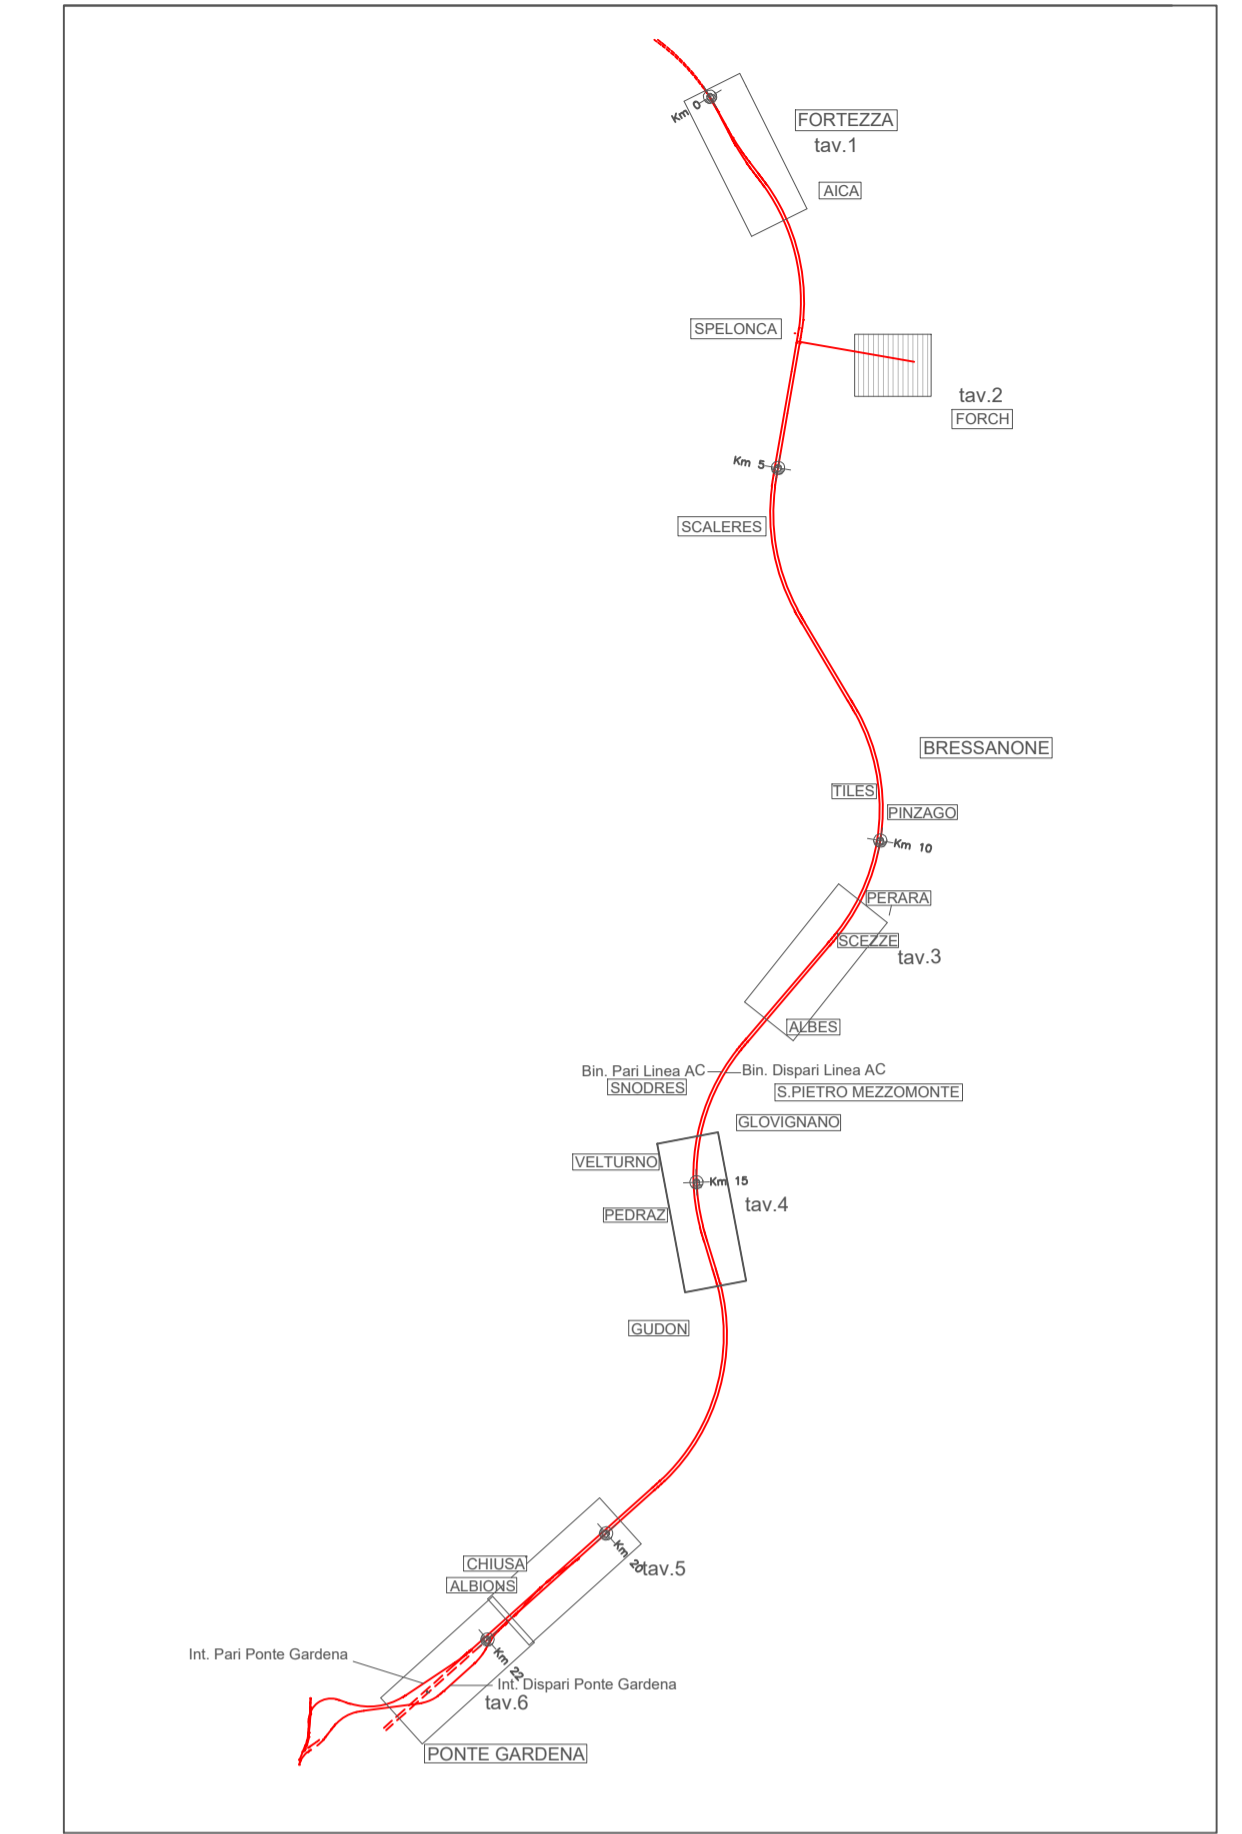 Km 0
FORTEZZA
tav.1
AICA
SPELONCA
tav.2
FORCH
Km 5
SCALERES
BRESSANONE
TILES
PINZAGO
Km 10
PERARA
SCEZZE
tav.3
ALBES
Bin. Pari Linea AC
Bin. Dispari Linea AC
SNODRES
S.PIETRO MEZZOMONTE
GLOVIGNANO
VELTURNO
Km 15
tav.4
PEDRAZ
GUDON
Km 20
tav.5
CHIUSA
ALBIONS
Int. Pari Ponte Gardena
Km 22
Int. Dispari Ponte Gardena
tav.6
PONTE GARDENA